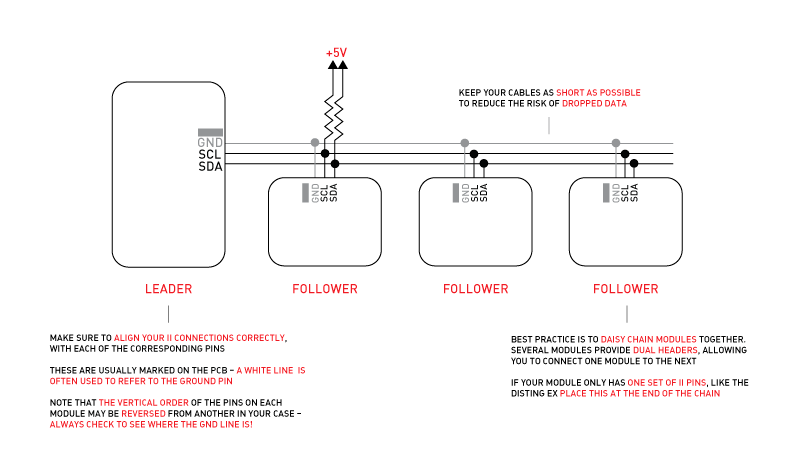 +5V
KEEP YOUR CABLES AS SHORT AS POSSIBLE
TO REDUCE THE RISK OF DROPPED DATA
GND
SCL
SDA
GND
SCL
SDA
GND
SCL
SDA
GND
SCL
SDA
LEADER
FOLLOWER
FOLLOWER
FOLLOWER
MAKE SURE TO ALIGN YOUR II CONNECTIONS CORRECTLY,
WITH EACH OF THE CORRESPONDING PINS
THESE ARE USUALLY MARKED ON THE PCB – A WHITE LINE IS
OFTEN USED TO REFER TO THE GROUND PIN
NOTE THAT THE VERTICAL ORDER OF THE PINS ON EACH
MODULE MAY BE REVERSED FROM ANOTHER IN YOUR CASE –
ALWAYS CHECK TO SEE WHERE THE GND LINE IS!
BEST PRACTICE IS TO DAISY CHAIN MODULES TOGETHER.
SEVERAL MODULES PROVIDE DUAL HEADERS, ALLOWING
YOU TO CONNECT ONE MODULE TO THE NEXT
IF YOUR MODULE ONLY HAS ONE SET OF II PINS, LIKE THE
DISTING EX PLACE THIS AT THE END OF THE CHAIN